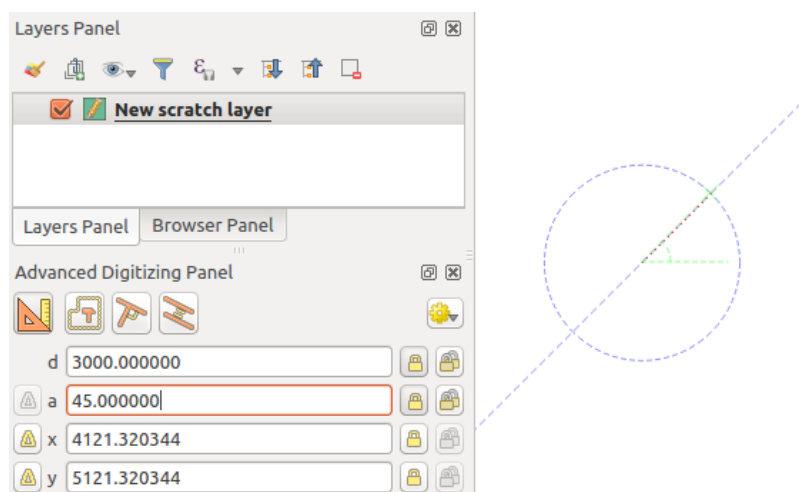 Layers Panel
New scratch layer
Layers Panel Browser Panel
Advanced Digitizing Panel
d 3000.000000
a 45.000000
x 4121.320344
y 5121.320344